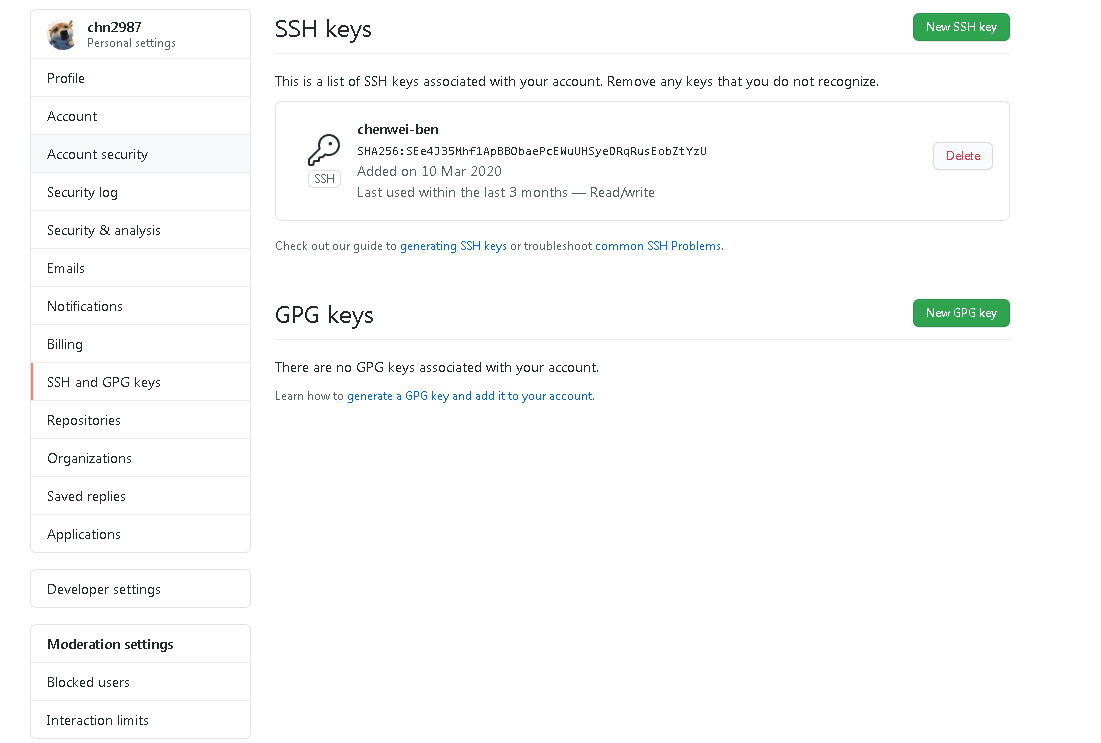 chn2987
Personal settings
Profile
Account
Account security
Security log
Security & analysis
Emails
Notifications
Billing
SSH and GPG keys
Repositories
Organizations
Saved replies
Applications
Developer settings
Moderation settings
Blocked users
Interaction limits
SSH keys
New SSH key
This is a list of SSH keys associated with your account. Remove any keys that you do not recognize.
chenwei-ben
SHA256:SEe4J35Mhf1ApBBObaePcEWuUHSyeDRqRusEobZtYzU
Added on 10 Mar 2020
Last used within the last 3 months — Read/write
SSH
Delete
Check out our guide to generating SSH keys or troubleshoot common SSH Problems.
GPG keys
New GPG key
There are no GPG keys associated with your account.
Learn how to generate a GPG key and add it to your account.